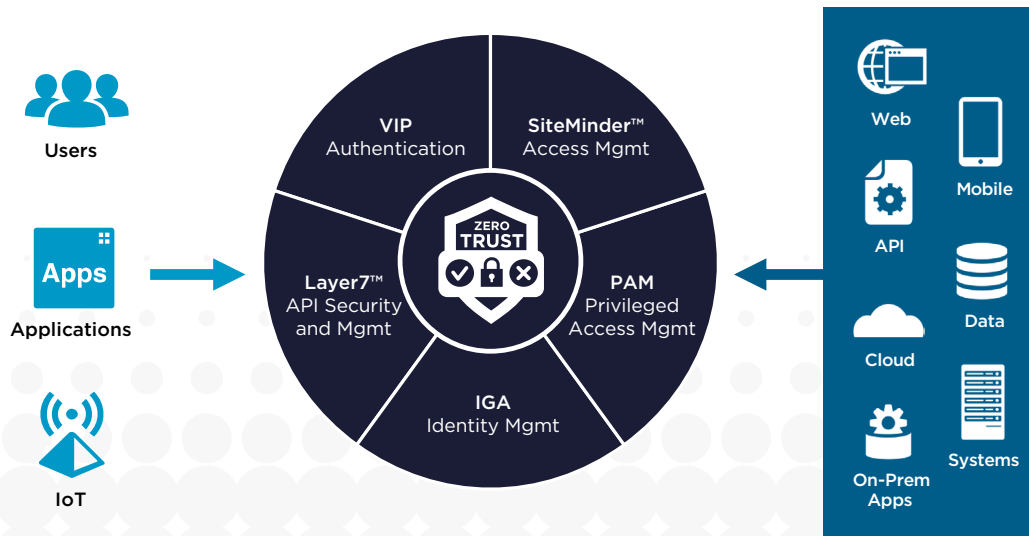 Users
Apps
Applications
IoT
VIP
Authentication
SiteMinder™
Access Mgmt
Layer7™
API Security
and Mgmt
ZERO
TRUST
PAM
Privileged
Access Mgmt
IGA
Identity Mgmt
Web
Mobile
API
Data
Cloud
Systems
On-Prem
Apps